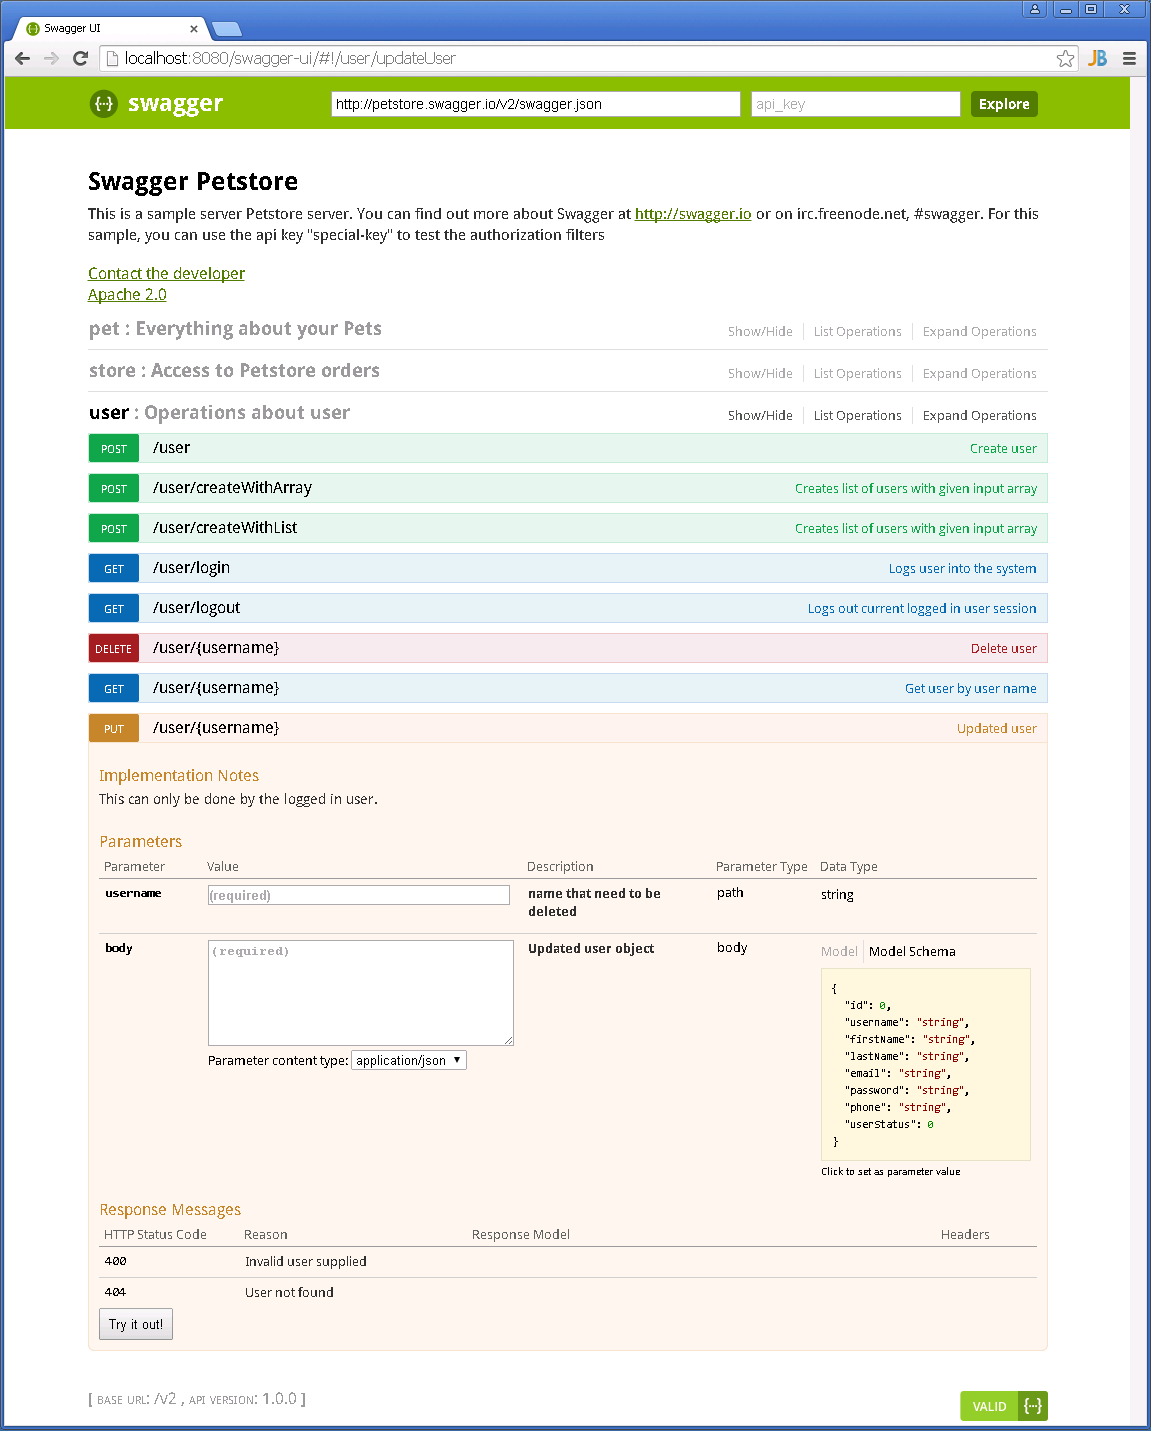 Swagger UI
localhost:8080/swagger-ui/#!/user/updateUser
JB
{··}
swagger
http://petstore.swagger.io/v2/swagger.json
api_key
Explore
Swagger Petstore
This is a sample server Petstore server. You can find out more about Swagger at http://swagger.io or on irc.freenode.net, #swagger. For this
sample, you can use the api key "special-key" to test the authorization filters
Contact the developer
Apache 2.0
pet : Everything about your Pets Show/Hide List Operations Expand Operations
store : Access to Petstore orders Show/Hide List Operations Expand Operations
user : Operations about user Show/Hide List Operations Expand Operations
POST /user Create user
POST /user/createWithArray Creates list of users with given input array
POST /user/createWithList Creates list of users with given input array
GET /user/login Logs user into the system
GET /user/logout Logs out current logged in user session
DELETE /user/{username} Delete user
GET /user/{username} Get user by user name
PUT /user/{username} Updated user
Implementation Notes
This can only be done by the logged in user.
Parameters
Parameter Value Description Parameter Type Data Type
username (required) name that need to be path string
deleted
body (required) Updated user object body Model Model Schema
{
"id": 0,
"username": "string",
"firstName": "string",
"lastName": "string",
"email": "string",
"password": "string",
"phone": "string",
"userStatus": 0
}
Parameter content type: application/json
Click to set as parameter value
Response Messages
HTTP Status Code Reason Response Model Headers
400 Invalid user supplied
404 User not found
Try it out!
[ BASE URL: /v2 , API VERSION: 1.0.0 ]
VALID {··}